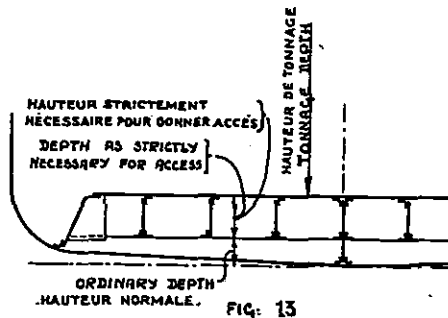 HAUTEUR STRICTEMENT
NÉCESSAIRE POUR DONNER ACCÈS
DEPTH AS STRICTLY
NECESSARY FOR ACCESS
HAUTEUR DE TONNAGE
TONNAGE DEPTH
ORDINARY DEPTH
HAUTEUR NORMALE.
FIG: 13